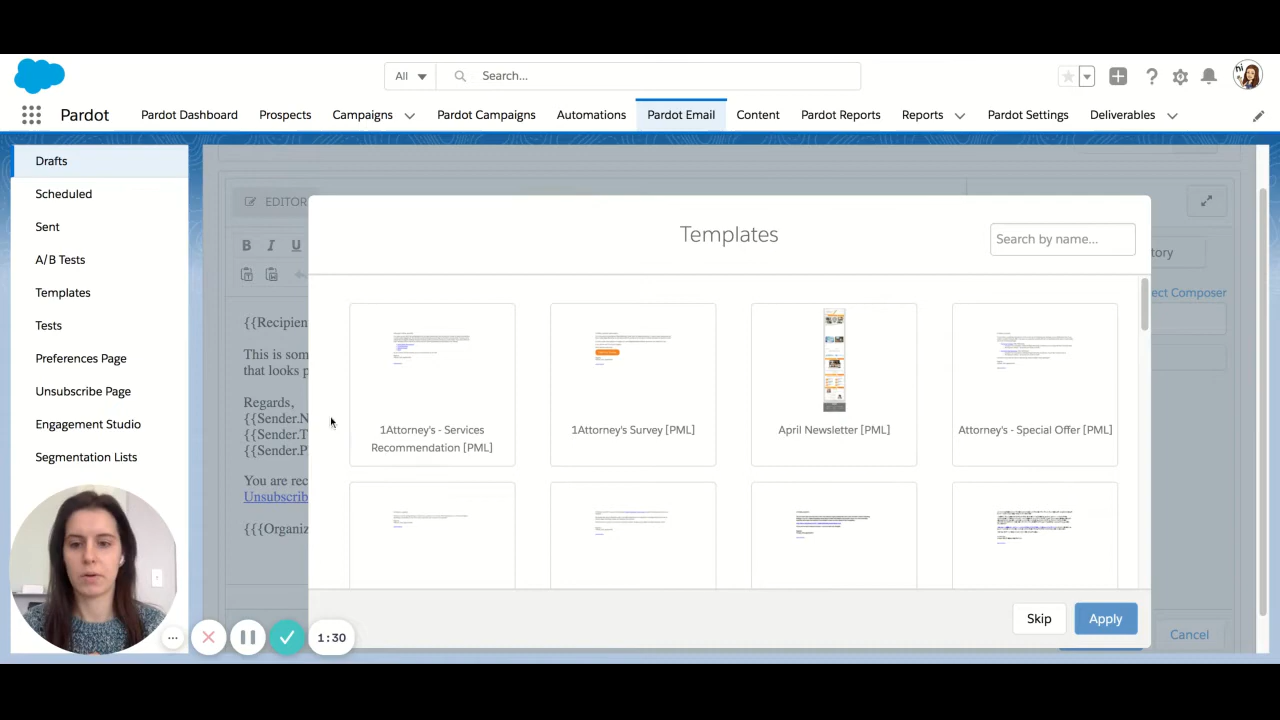 All
Search...
hi
Pardot
Pardot Dashboard
Prospects
Campaigns
Pardot Campaigns
Automations
Pardot Email
Content
Pardot Reports
Reports
Pardot Settings
Deliverables
Drafts
Scheduled
Sent
A/B Tests
Templates
Tests
Preferences Page
Unsubscribe Page
Engagement Studio
Segmentation Lists
EDITOR
B I U
{{Recipien
This is son
that looks p
Regards,
{{Sender.N
{{Sender.T
{{Sender.P
You are rec
Unsubscrib
{{{Organiz
tory
ect Composer
Templates
Search by name...
1Attorney's - Services
Recommendation [PML]
1Attorney's Survey [PML]
April Newsletter [PML]
Attorney's - Special Offer [PML]
Skip
Apply
Cancel
1:30